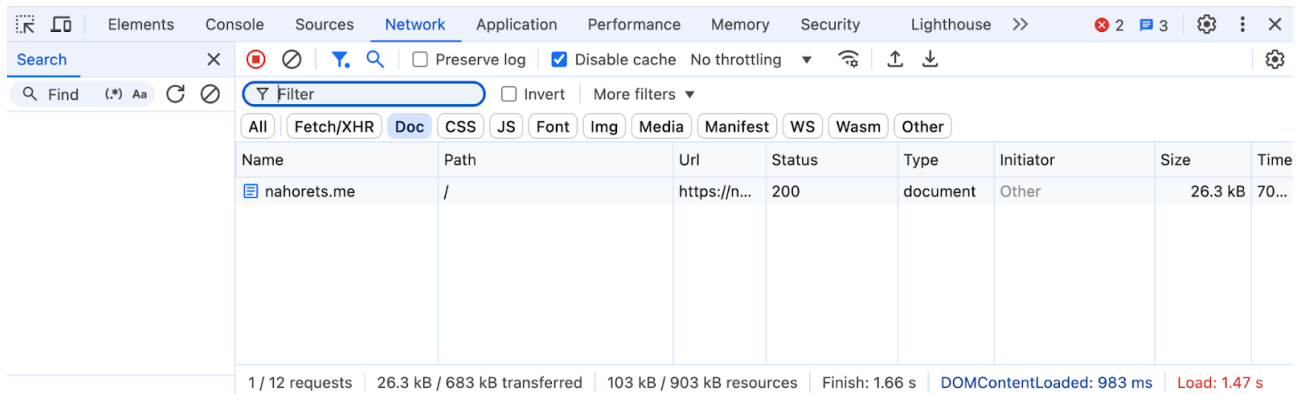 Elements Console Sources Network Application Performance Memory Security Lighthouse 2 3
Search Preserve log Disable cache No throttling
Find (.*) Aa Filter Invert More filters
All Fetch/XHR Doc CSS JS Font Img Media Manifest WS Wasm Other
Name Path Url Status Type Initiator Size Time
nahorets.me / https://n... 200 document Other 26.3 kB 70...
1 / 12 requests 26.3 kB / 683 kB transferred 103 kB / 903 kB resources Finish: 1.66 s DOMContentLoaded: 983 ms Load: 1.47 s